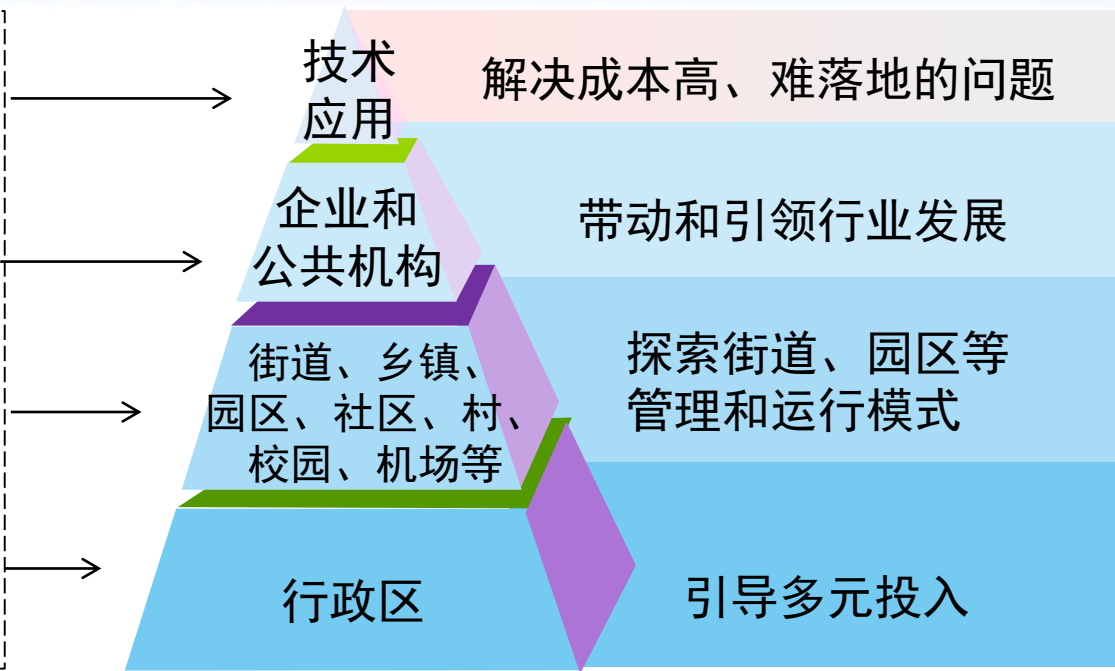 技术
应用
解决成本高、难落地的问题
企业和
公共机构
带动和引领行业发展
街道、乡镇、
园区、社区、村、
校园、机场等
探索街道、园区等
管理和运行模式
行政区
引导多元投入